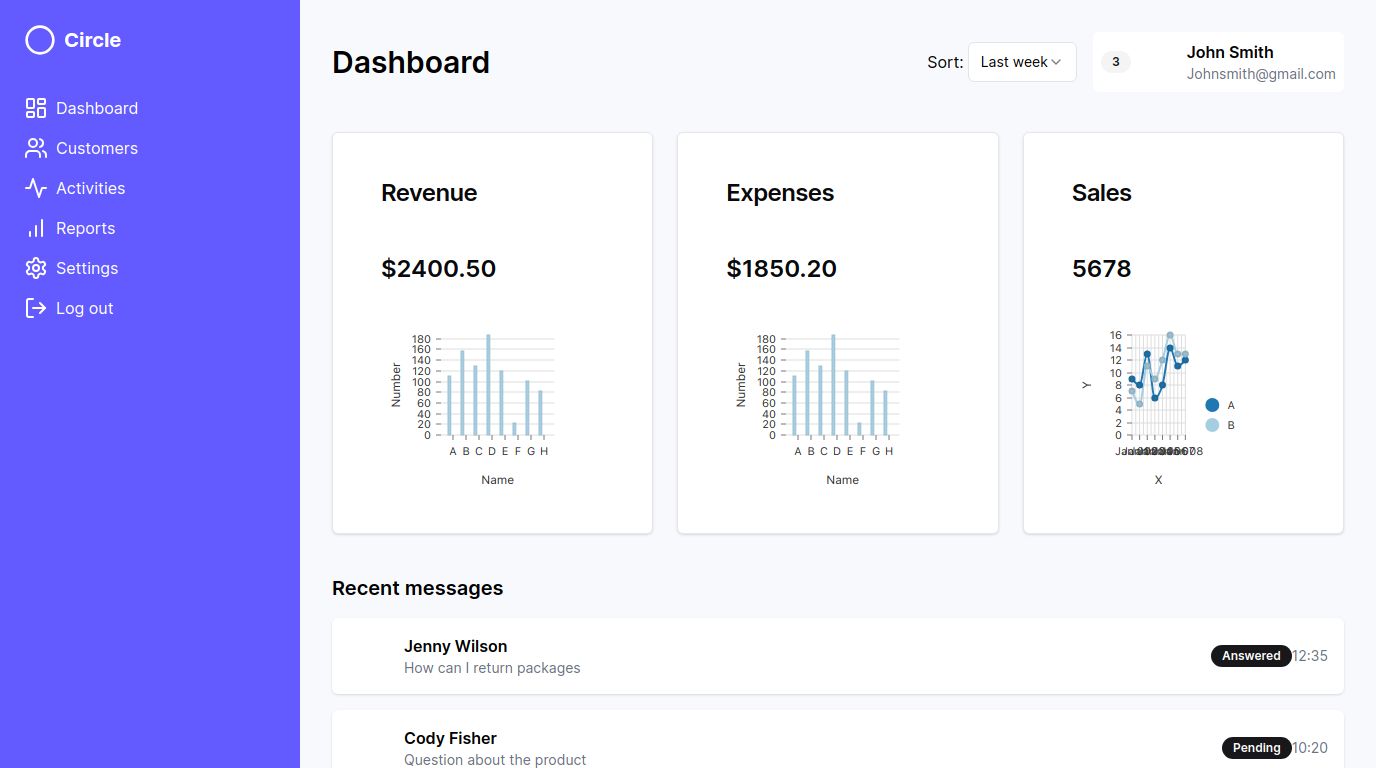 Circle
Dashboard
Customers
Activities
Reports
Settings
Log out
Dashboard
Sort: Last week
3
John Smith
Johnsmith@gmail.com
Revenue
$2400.50
180
160
140
120
100
80
60
40
20
0
Number
A B C D E F G H
Name
Expenses
$1850.20
180
160
140
120
100
80
60
40
20
0
Number
A B C D E F G H
Name
Sales
5678
16
14
12
10
8
6
4
2
0
Y
X
A
B
Recent messages
Jenny Wilson
How can I return packages
Answered 12:35
Cody Fisher
Question about the product
Pending 10:20